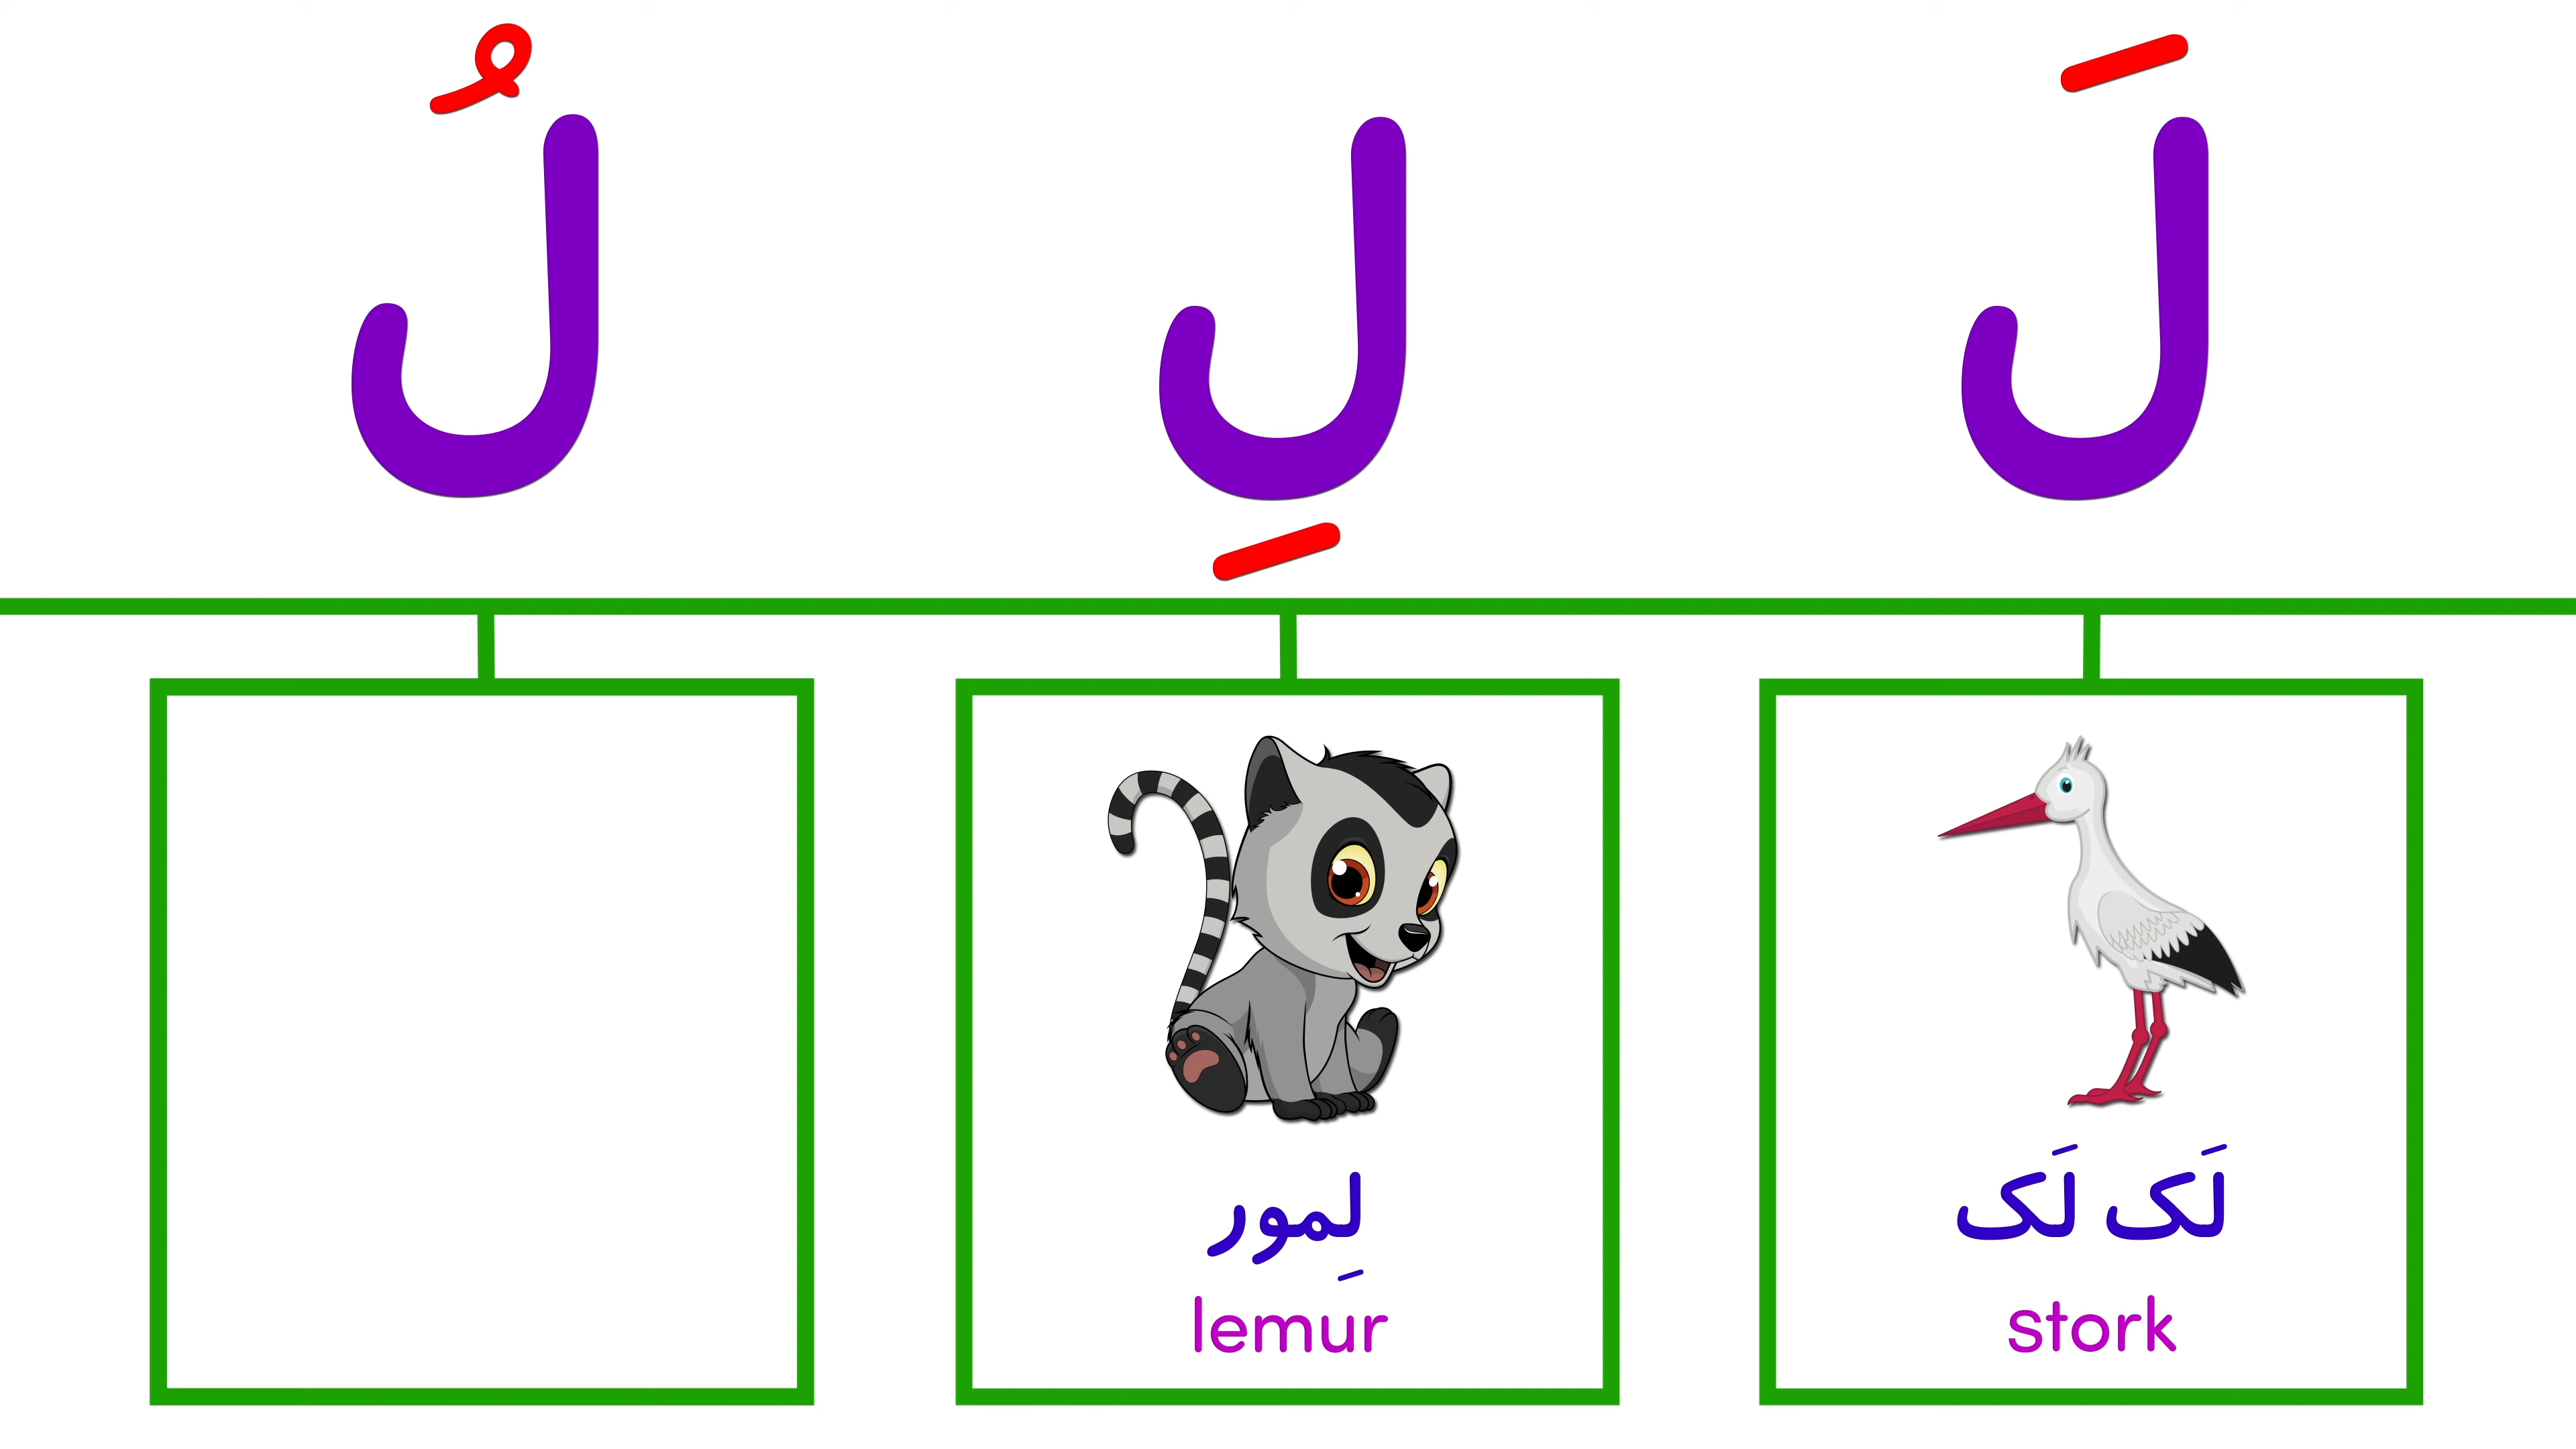 لَ لِ لُ
لَک لَک
stork
لِمور
lemur